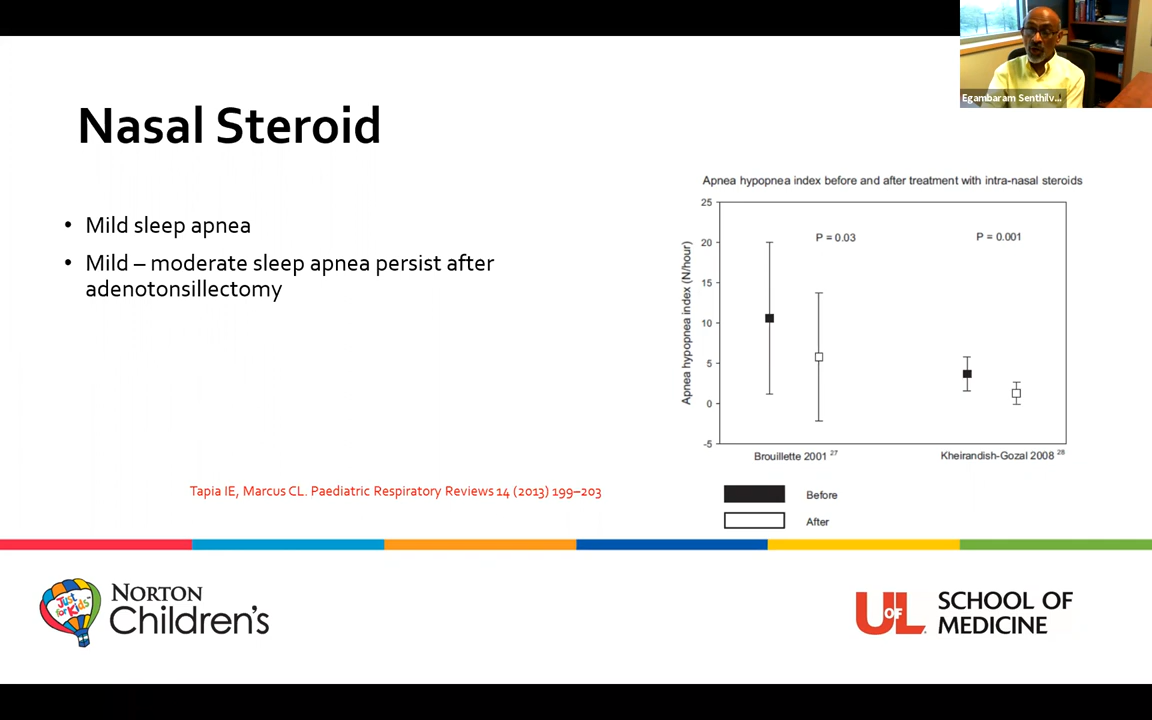 Egambaram Senthilv...
Nasal Steroid
• Mild sleep apnea
• Mild – moderate sleep apnea persist after
adenotonsillectomy
Apnea hypopnea index before and after treatment with intra-nasal steroids
Apnea hypopnea index (N/hour)
25
20
15
10
5
0
-5
P = 0.03
P = 0.001
Brouillette 2001 27
Kheirandish-Gozal 2008 28
Before
After
Tapia IE, Marcus CL. Paediatric Respiratory Reviews 14 (2013) 199–203
Just
for Kids
NORTON
Children's
UOFL
SCHOOL OF
MEDICINE